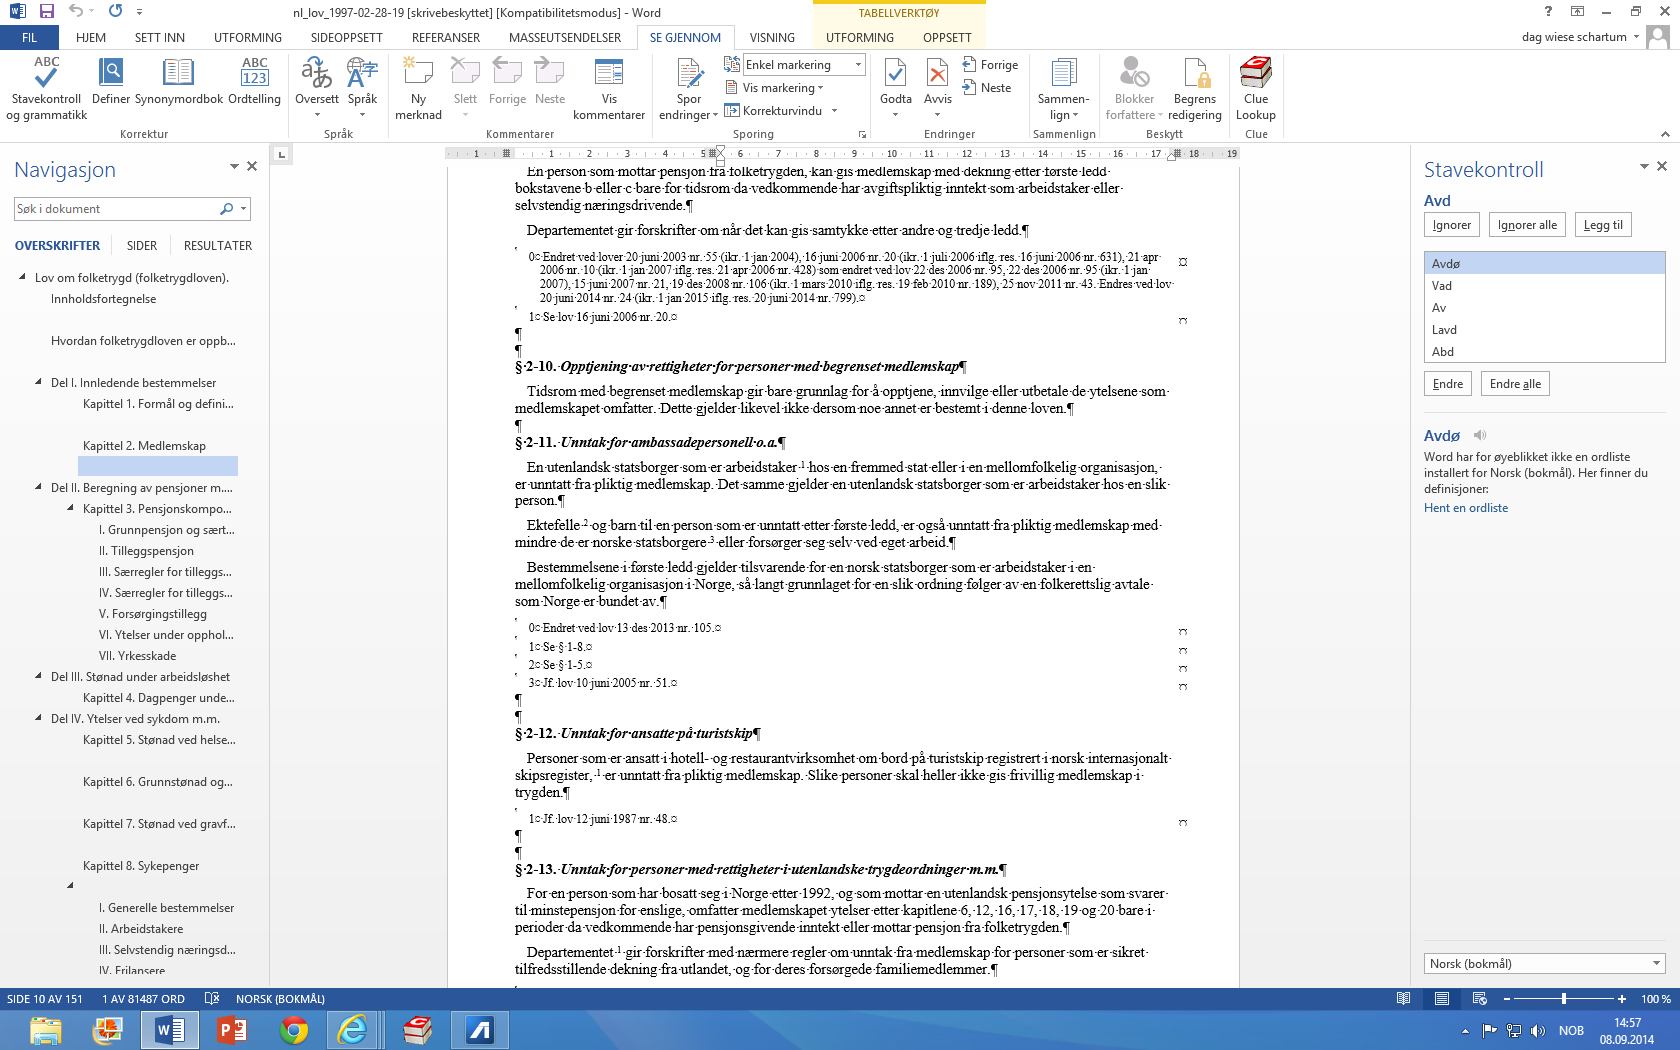 nl_lov_1997-02-28-19 [skrivebeskyttet] [Kompatibilitetsmodus] - Word
TABELLVERKTØY
FIL HJEM SETT INN UTFORMING SIDEOPPSETT REFERANSER MASSEUTSENDELSER SE GJENNOM VISNING UTFORMING OPPSETT
dag wiese schartum
Stavekontroll og grammatikk
Definer
Synonymordbok
Ordtelling
Korrektur
Oversett
Språk
Språk
Ny merknad
Slett
Forrige
Neste
Vis kommentarer
Kommentarer
Spor endringer
Enkel markering
Vis markering
Korrekturvindu
Sporing
Godta
Avvis
Forrige
Neste
Endringer
Sammen-lign
Sammenlign
Blokker forfattere
Begrens redigering
Beskytt
Clue Lookup
Clue
Navigasjon
Søk i dokument
OVERSKRIFTER SIDER RESULTATER
Lov om folketrygd (folketrygdloven).
Innholdsfortegnelse
Hvordan folketrygdloven er oppb...
Del I. Innledende bestemmelser
Kapittel 1. Formål og defini...
Kapittel 2. Medlemskap
Del II. Beregning av pensjoner m....
Kapittel 3. Pensjonskompo...
I. Grunnpensjon og sært...
II. Tilleggspensjon
III. Særregler for tilleggs...
IV. Særregler for tilleggs...
V. Forsørgingstillegg
VI. Ytelser under opphol...
VII. Yrkesskade
Del III. Stønad under arbeidsløshet
Kapittel 4. Dagpenger unde...
Del IV. Ytelser ved sykdom m.m.
Kapittel 5. Stønad ved helse...
Kapittel 6. Grunnstønad og...
Kapittel 7. Stønad ved gravf...
Kapittel 8. Sykepenger
I. Generelle bestemmelser
II. Arbeidstakere
III. Selvstendig næringsd...
IV. Frilansere
1 1 2 3 4 5 6 7 8 9 10 11 12 13 14 15 16 17 18 19
En person som mottar pensjon fra folketrygden, kan gis medlemskap med dekning etter første ledd
bokstavene b eller c bare for tidsrom da vedkommende har avgiftspliktig inntekt som arbeidstaker eller
selvstendig næringsdrivende.¶
Departementet gir forskrifter om når det kan gis samtykke etter andre og tredje ledd.¶
0¤ Endret ved lover 20 juni 2003 nr. 55 (ikr. 1 jan 2004), 16 juni 2006 nr. 20 (ikr. 1 juli 2006 iflg. res. 16 juni 2006 nr. 631), 21 apr
2006 nr. 10 (ikr. 1 jan 2007 iflg. res. 21 apr 2006 nr. 428) som endret ved lov 22 des 2006 nr. 95, 22 des 2006 nr. 95 (ikr. 1 jan
2007), 15 juni 2007 nr. 21, 19 des 2008 nr. 106 (ikr. 1 mars 2010 iflg. res. 19 feb 2010 nr. 189), 25 nov 2011 nr. 43. Endres ved lov
20 juni 2014 nr. 24 (ikr. 1 jan 2015 iflg. res. 20 juni 2014 nr. 799).¤
1¤ Se lov 16 juni 2006 nr. 20.¤
¶
¶
§ 2-10. Opptjening av rettigheter for personer med begrenset medlemskap¶
Tidsrom med begrenset medlemskap gir bare grunnlag for å opptjene, innvilge eller utbetale de ytelsene som
medlemskapet omfatter. Dette gjelder likevel ikke dersom noe annet er bestemt i denne loven.¶
¶
§ 2-11. Unntak for ambassadepersonell o.a.¶
En utenlandsk statsborger som er arbeidstaker 1 hos en fremmed stat eller i en mellomfolkelig organisasjon,
er unntatt fra pliktig medlemskap. Det samme gjelder en utenlandsk statsborger som er arbeidstaker hos en slik
person.¶
Ektefelle 2 og barn til en person som er unntatt etter første ledd, er også unntatt fra pliktig medlemskap med
mindre de er norske statsborgere 3 eller forsørger seg selv ved eget arbeid.¶
Bestemmelsene i første ledd gjelder tilsvarende for en norsk statsborger som er arbeidstaker i en
mellomfolkelig organisasjon i Norge, så langt grunnlaget for en slik ordning følger av en folkerettslig avtale
som Norge er bundet av.¶
0¤ Endret ved lov 13 des 2013 nr. 105.¤
1¤ Se § 1-8.¤
2¤ Se § 1-5.¤
3¤ Jf. lov 10 juni 2005 nr. 51.¤
¶
¶
§ 2-12. Unntak for ansatte på turistskip¶
Personer som er ansatt i hotell- og restaurantvirksomhet om bord på turistskip registrert i norsk internasjonalt
skipsregister, 1 er unntatt fra pliktig medlemskap. Slike personer skal heller ikke gis frivillig medlemskap i
trygden.¶
1¤ Jf. lov 12 juni 1987 nr. 48.¤
¶
¶
§ 2-13. Unntak for personer med rettigheter i utenlandske trygdeordninger m.m.¶
For en person som har bosatt seg i Norge etter 1992, og som mottar en utenlandsk pensjonsytelse som svarer
til minstepensjon for enslige, omfatter medlemskapet ytelser etter kapitlene 6, 12, 16, 17, 18, 19 og 20 bare i
perioder da vedkommende har pensjonsgivende inntekt eller mottar pensjon fra folketrygden.¶
Departementet 1 gir forskrifter med nærmere regler om unntak fra medlemskap for personer som er sikret
tilfredsstillende dekning fra utlandet, og for deres forsørgede familiemedlemmer.¶
Stavekontroll
Avd
Ignorer Ignorer alle Legg til
Avdø
Vad
Av
Lavd
Abd
Endre Endre alle
Avdø
Word har for øyeblikket ikke en ordliste
installert for Norsk (bokmål). Her finner du
definisjoner:
Hent en ordliste
Norsk (bokmål)
SIDE 10 AV 151 1 AV 81487 ORD NORSK (BOKMÅL) 100 %
NOB
14:57
08.09.2014